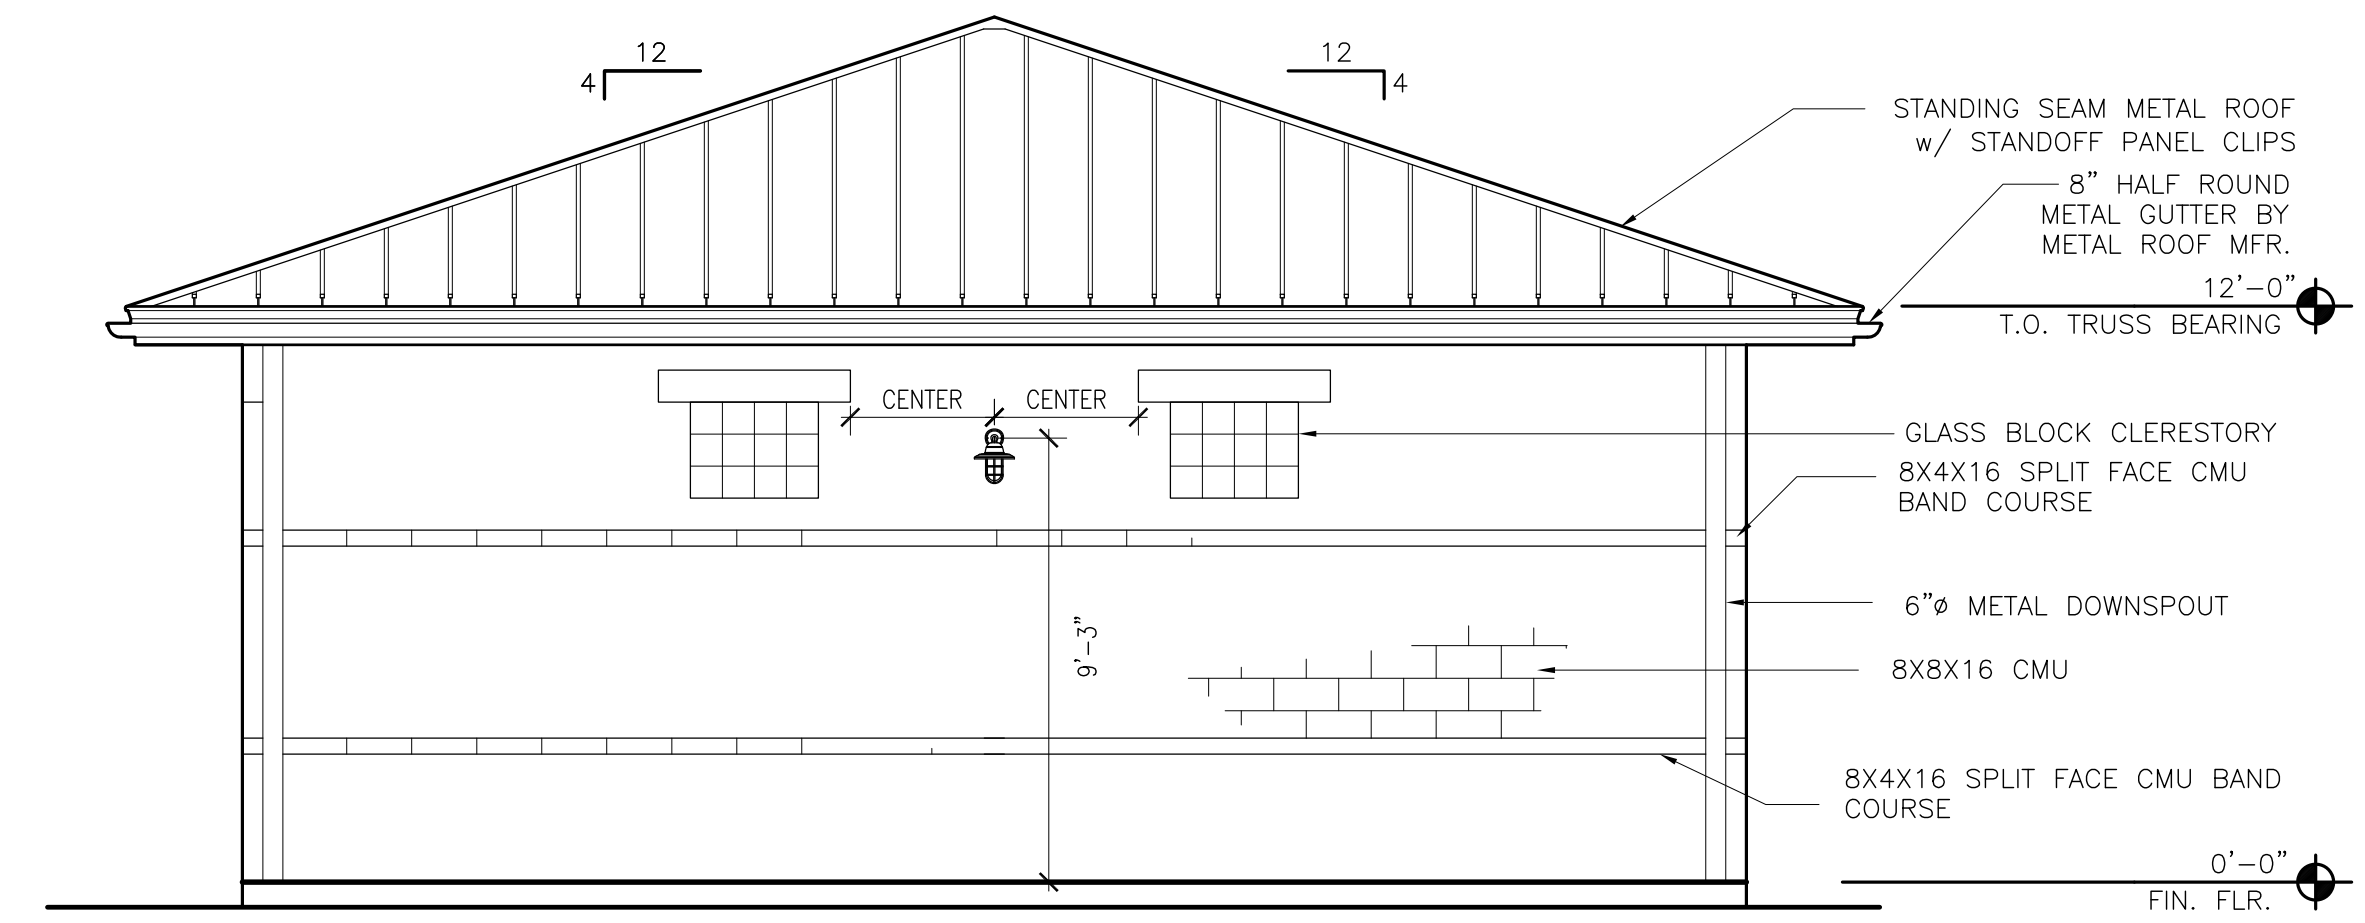 12
4
12
4
STANDING SEAM METAL ROOF
w/ STANDOFF PANEL CLIPS
8" HALF ROUND
METAL GUTTER BY
METAL ROOF MFR.
12'-0"
T.O. TRUSS BEARING
CENTER
CENTER
GLASS BLOCK CLERESTORY
8X4X16 SPLIT FACE CMU
BAND COURSE
6"ø METAL DOWNSPOUT
9'-3"
8X8X16 CMU
8X4X16 SPLIT FACE CMU BAND
COURSE
0'-0"
FIN. FLR.